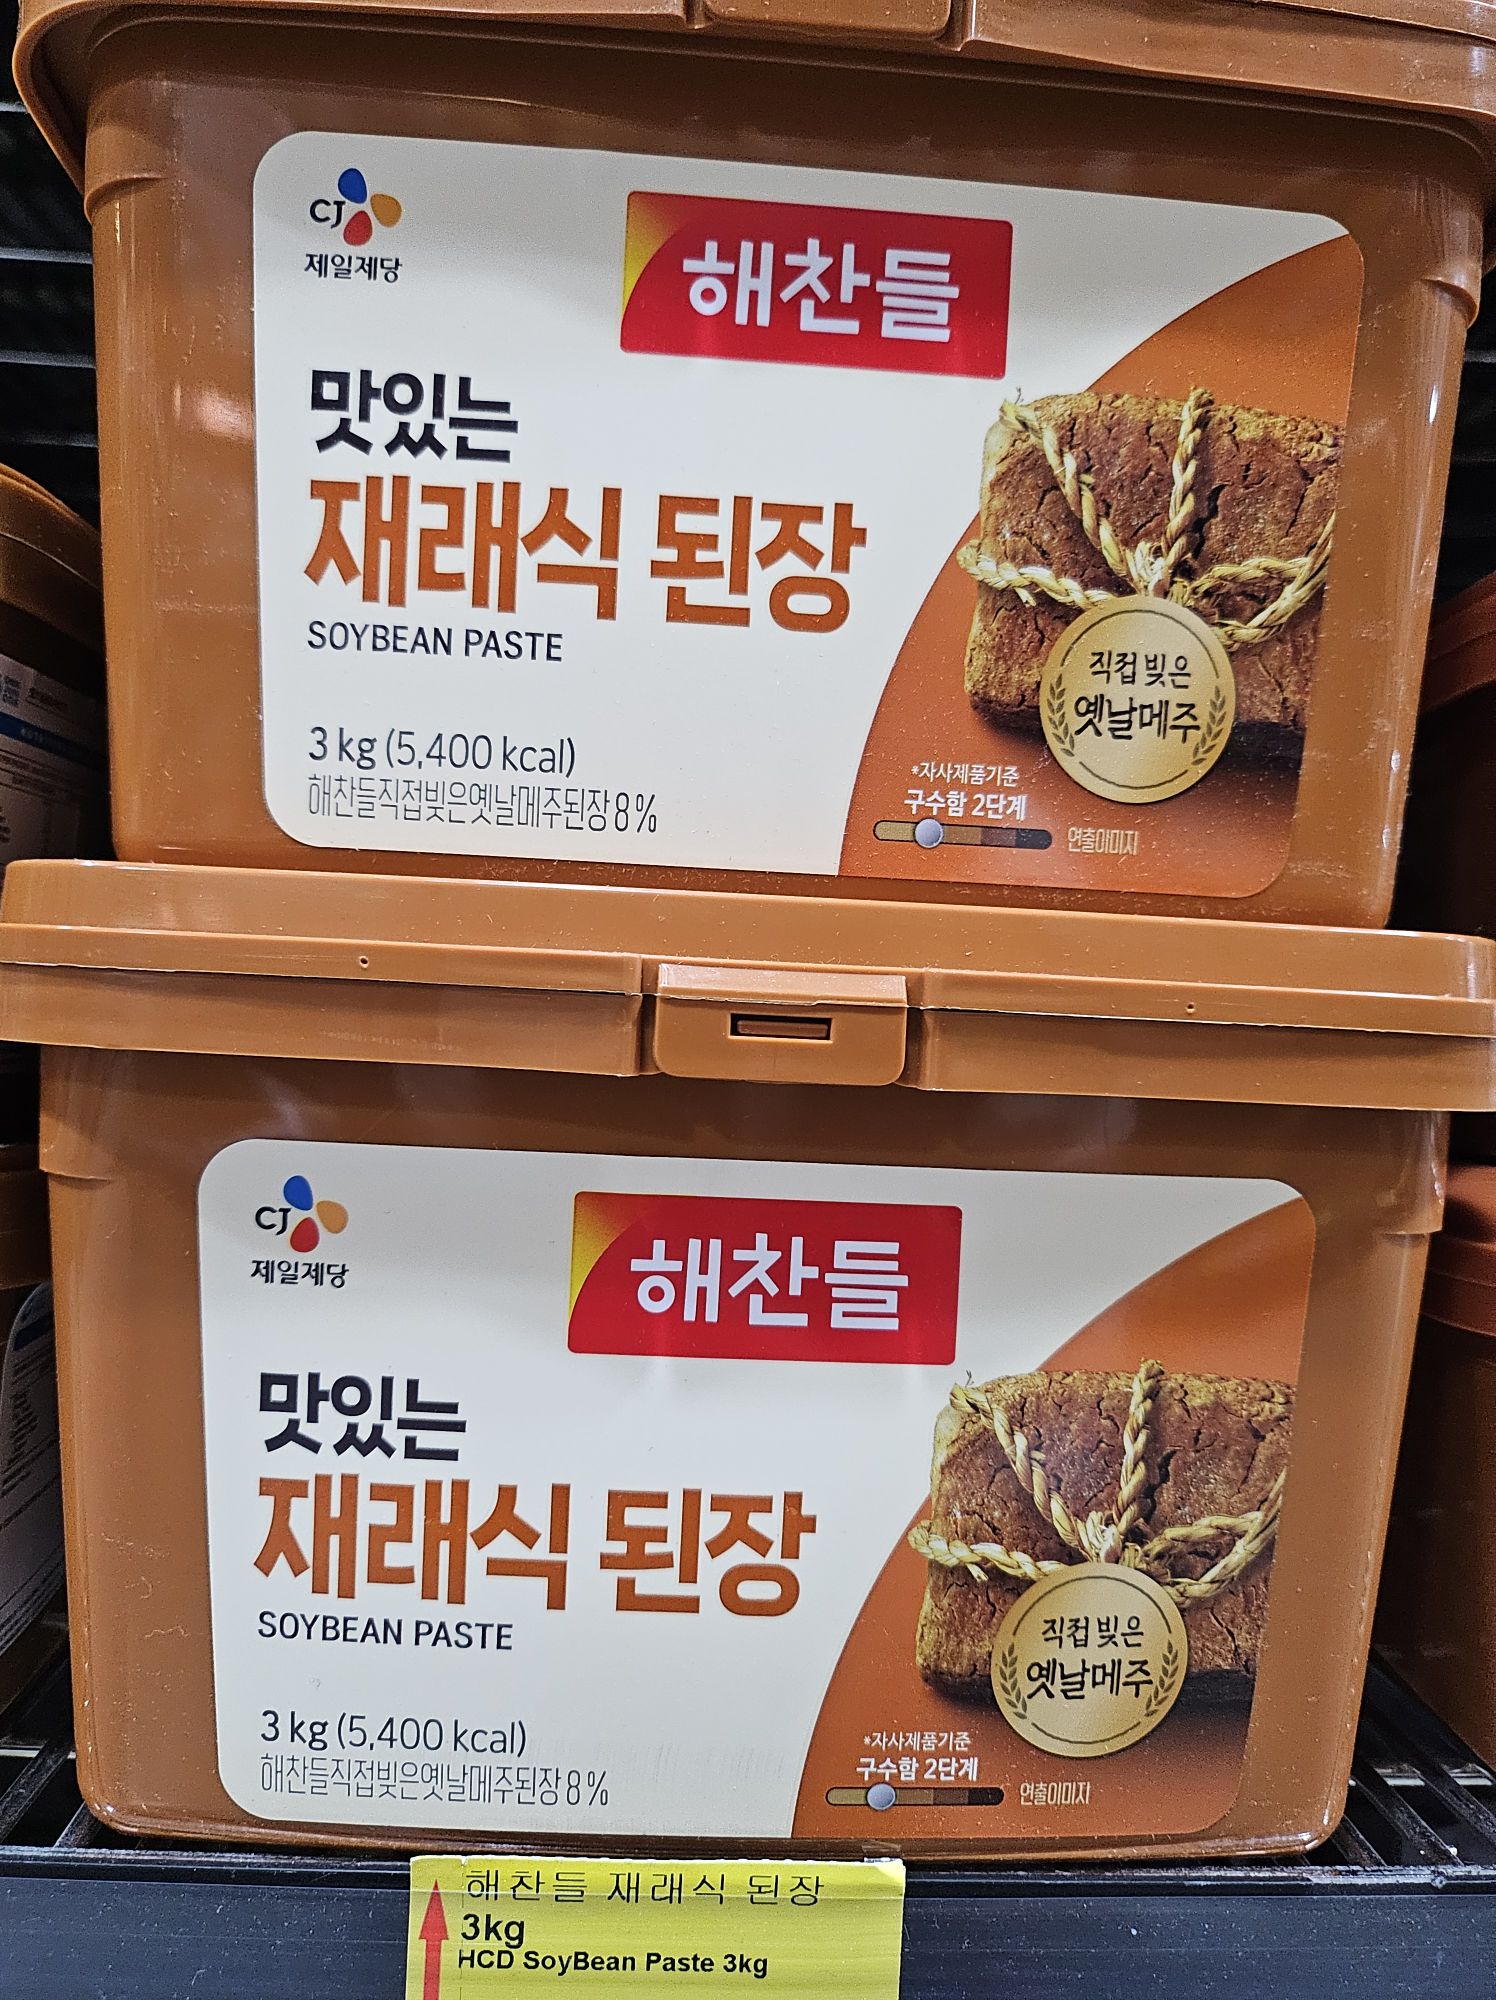 CJ
제일제당
해찬들
맛있는
재래식 된장
SOYBEAN PASTE
3 kg (5,400 kcal)
해찬들직접빚은옛날메주된장 8%
직접 빚은
옛날메주
*자사제품기준
구수함 2단계
연출이미지
CJ
제일제당
해찬들
맛있는
재래식 된장
SOYBEAN PASTE
3 kg (5,400 kcal)
해찬들직접빚은옛날메주된장 8%
직접 빚은
옛날메주
*자사제품기준
구수함 2단계
연출이미지
해찬들 재래식 된장
3kg
HCD SoyBean Paste 3kg